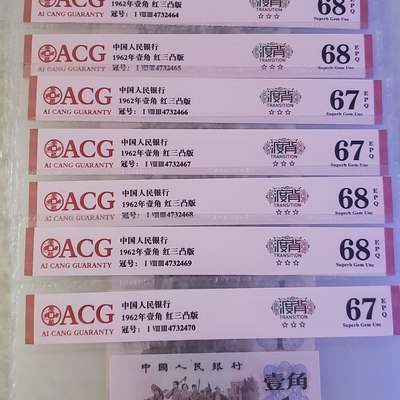 1962年壹角 红三凸版
AI CANG GUARANTY 冠号: I VIII III 4732464 TRANSITION ☆☆☆ 68 EPQ Superb Gem Unc
ACG 中国人民银行
1962年壹角 红三凸版
AI CANG GUARANTY 冠号: I VIII III 4732465 渡背 TRANSITION ☆☆☆ 68 EPQ Superb Gem Unc
ACG 中国人民银行
1962年壹角 红三凸版
AI CANG GUARANTY 冠号: I VIII III 4732466 渡背 TRANSITION ☆☆☆ 67 EPQ Superb Gem Unc
ACG 中国人民银行
1962年壹角 红三凸版
AI CANG GUARANTY 冠号: I VIII III 4732467 渡背 TRANSITION ☆☆☆ 67 EPQ Superb Gem Unc
ACG 中国人民银行
1962年壹角 红三凸版
AI CANG GUARANTY 冠号: I VIII III 4732468 渡背 TRANSITION ☆☆☆ 68 EPQ Superb Gem Unc
ACG 中国人民银行
1962年壹角 红三凸版
AI CANG GUARANTY 冠号: I VIII III 4732469 渡背 TRANSITION ☆☆☆ 68 EPQ Superb Gem Unc
ACG 中国人民银行
1962年壹角 红三凸版
AI CANG GUARANTY 冠号: I VIII III 4732470 渡背 TRANSITION ☆☆☆ 67 EPQ Superb Gem Unc
中國人民銀行
壹角